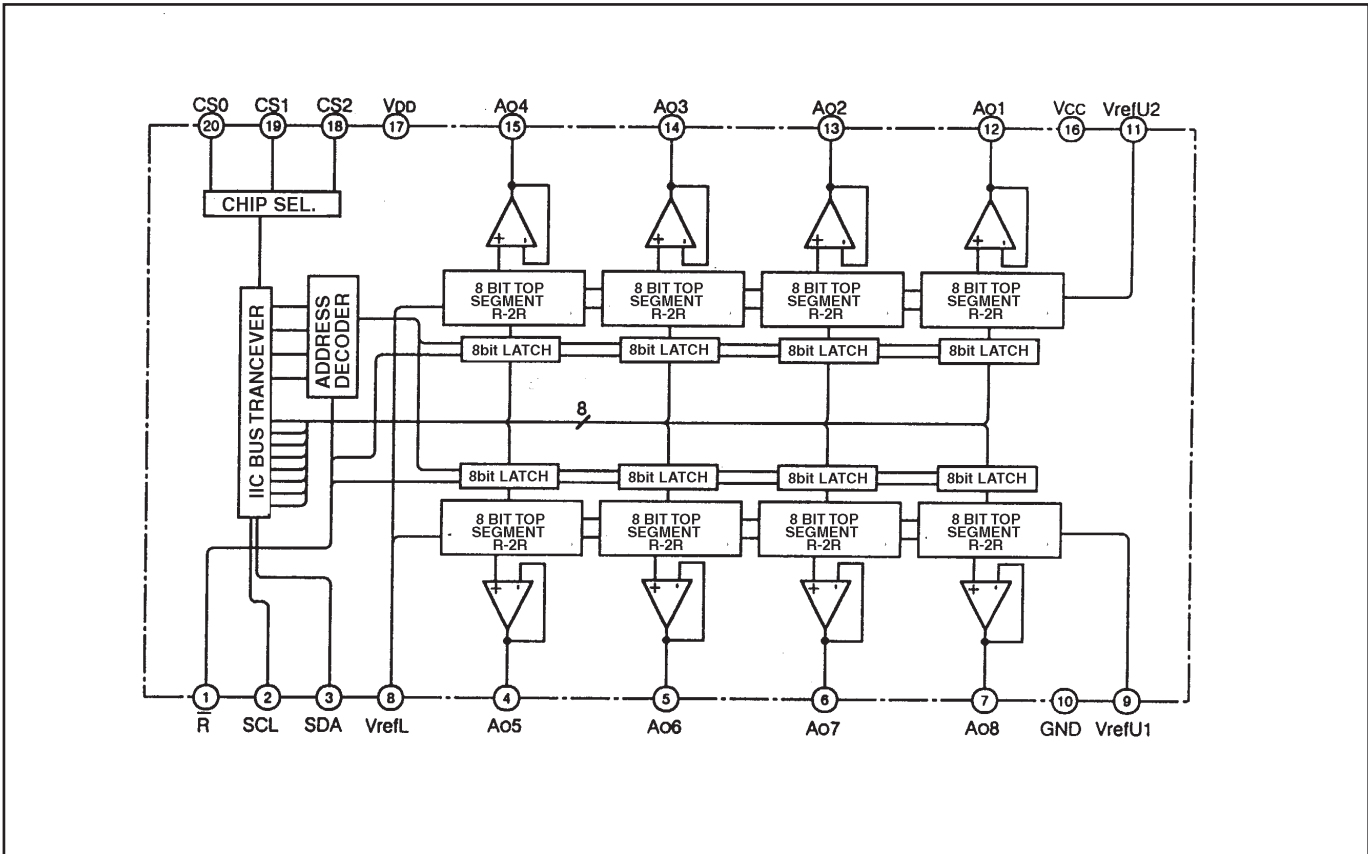 CS0 CS1 CS2 VDD Ao4 Ao3 Ao2 Ao1 Vcc VrefU2
20 19 18 17 15 14 13 12 16 11
CHIP SEL.
+ - + - + - + -
IIC BUS TRANCEVER
ADDRESS
DECODER
8 BIT TOP
SEGMENT
R-2R
8 BIT TOP
SEGMENT
R-2R
8 BIT TOP
SEGMENT
R-2R
8 BIT TOP
SEGMENT
R-2R
8bit LATCH 8bit LATCH 8bit LATCH 8bit LATCH
8
8bit LATCH 8bit LATCH 8bit LATCH 8bit LATCH
8 BIT TOP
SEGMENT
R-2R
8 BIT TOP
SEGMENT
R-2R
8 BIT TOP
SEGMENT
R-2R
8 BIT TOP
SEGMENT
R-2R
+ - + - + - + -
1 2 3 8 4 5 6 7 10 9
R̅ SCL SDA VrefL Ao5 Ao6 Ao7 Ao8 GND VrefU1